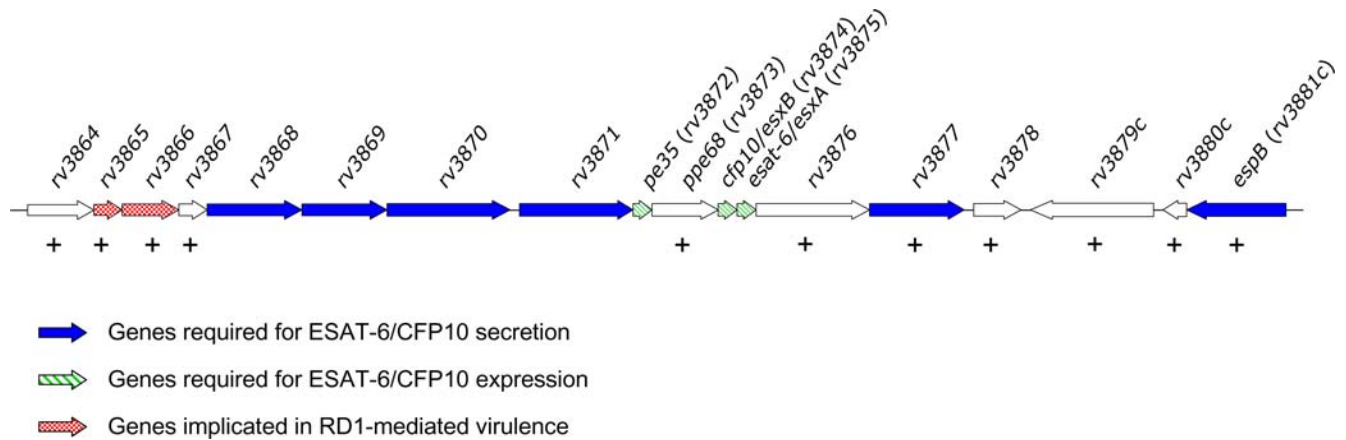 rv3864
rv3865
rv3866
rv3867
rv3868
rv3869
rv3870
rv3871
pe35 (rv3872)
ppe68 (rv3873)
cfp10/esxB (rv3874)
esat-6/esxA (rv3875)
rv3876
rv3877
rv3878
rv3879c
rv3880c
espB (rv3881c)
+ + + + + + + + + + +
Genes required for ESAT-6/CFP10 secretion
Genes required for ESAT-6/CFP10 expression
Genes implicated in RD1-mediated virulence